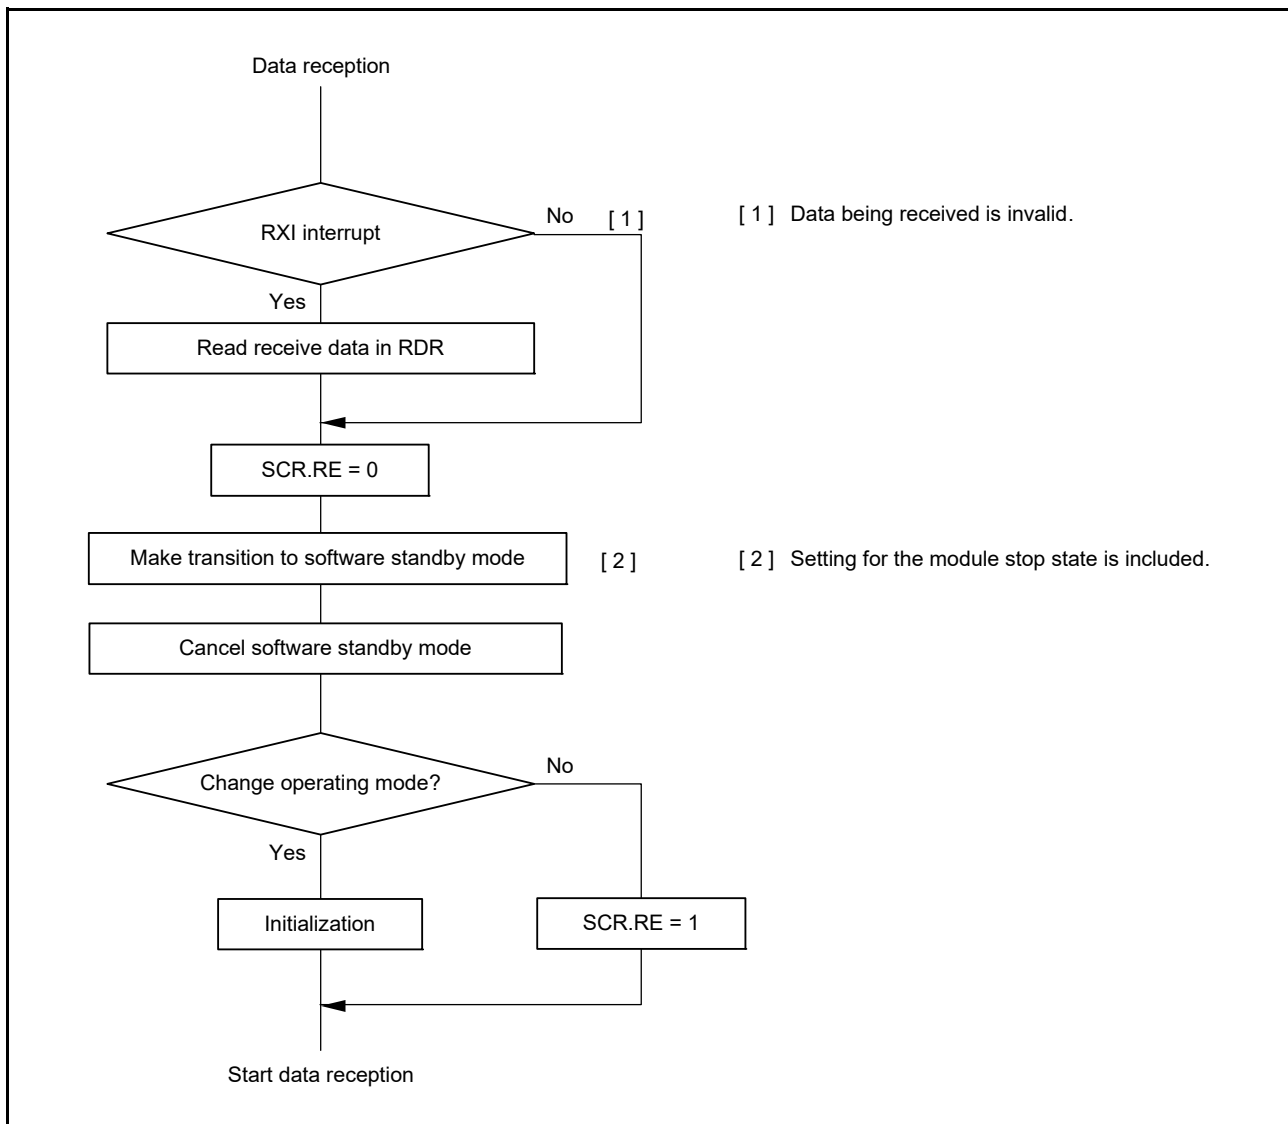 Data reception
RXI interrupt
No [ 1 ]
[ 1 ] Data being received is invalid.
Yes
Read receive data in RDR
SCR.RE = 0
Make transition to software standby mode
[ 2 ]
[ 2 ] Setting for the module stop state is included.
Cancel software standby mode
Change operating mode?
No
Yes
Initialization
SCR.RE = 1
Start data reception